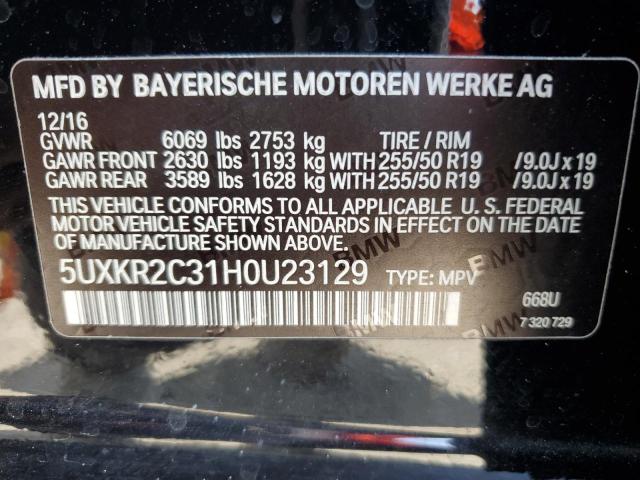 MFD BY BAYERISCHE MOTOREN WERKE AG
12/16
GVWR 6069 lbs 2753 kg TIRE / RIM
GAWR FRONT 2630 lbs 1193 kg WITH 255/50 R19 /9.0J x 19
GAWR REAR 3589 lbs 1628 kg WITH 255/50 R19 /9.0J x 19
THIS VEHICLE CONFORMS TO ALL APPLICABLE U. S. FEDERAL
MOTOR VEHICLE SAFETY STANDARDS IN EFFECT ON THE
DATE OF MANUFACTURE SHOWN ABOVE.
5UXKR2C31H0U23129 TYPE: MPV
668U
7 320 729
BMW
BMW
BMW